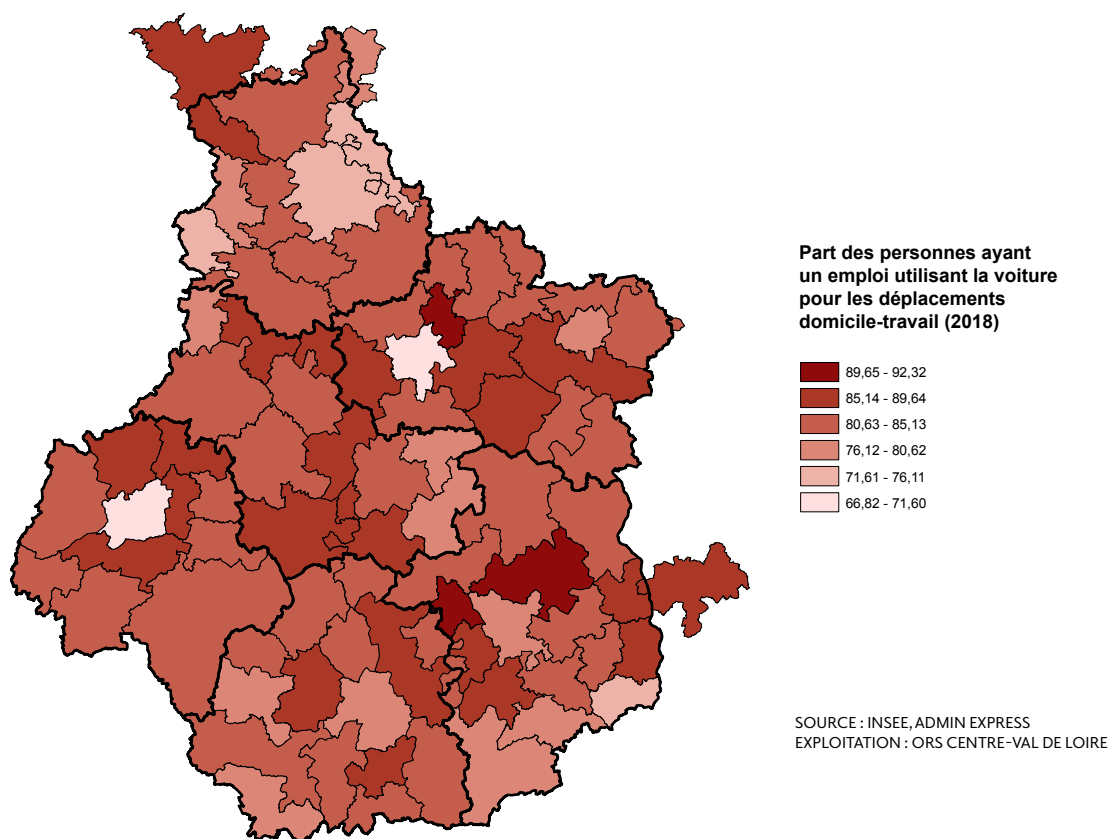 Part des personnes ayant
un emploi utilisant la voiture
pour les déplacements
domicile-travail (2018)
89,65 - 92,32
85,14 - 89,64
80,63 - 85,13
76,12 - 80,62
71,61 - 76,11
66,82 - 71,60
SOURCE : INSEE, ADMIN EXPRESS
EXPLOITATION : ORS CENTRE-VAL DE LOIRE